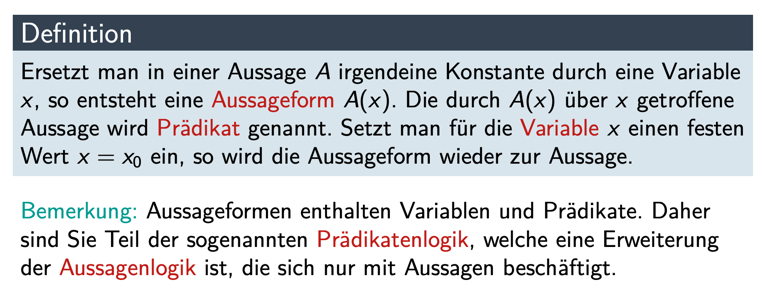 Definition
Ersetzt man in einer Aussage A irgendeine Konstante durch eine Variable
x, so entsteht eine Aussageform A(x). Die durch A(x) über x getroffene
Aussage wird Prädikat genannt. Setzt man für die Variable x einen festen
Wert x = x₀ ein, so wird die Aussageform wieder zur Aussage.
Bemerkung: Aussageformen enthalten Variablen und Prädikate. Daher
sind Sie Teil der sogenannten Prädikatenlogik, welche eine Erweiterung
der Aussagenlogik ist, die sich nur mit Aussagen beschäftigt.